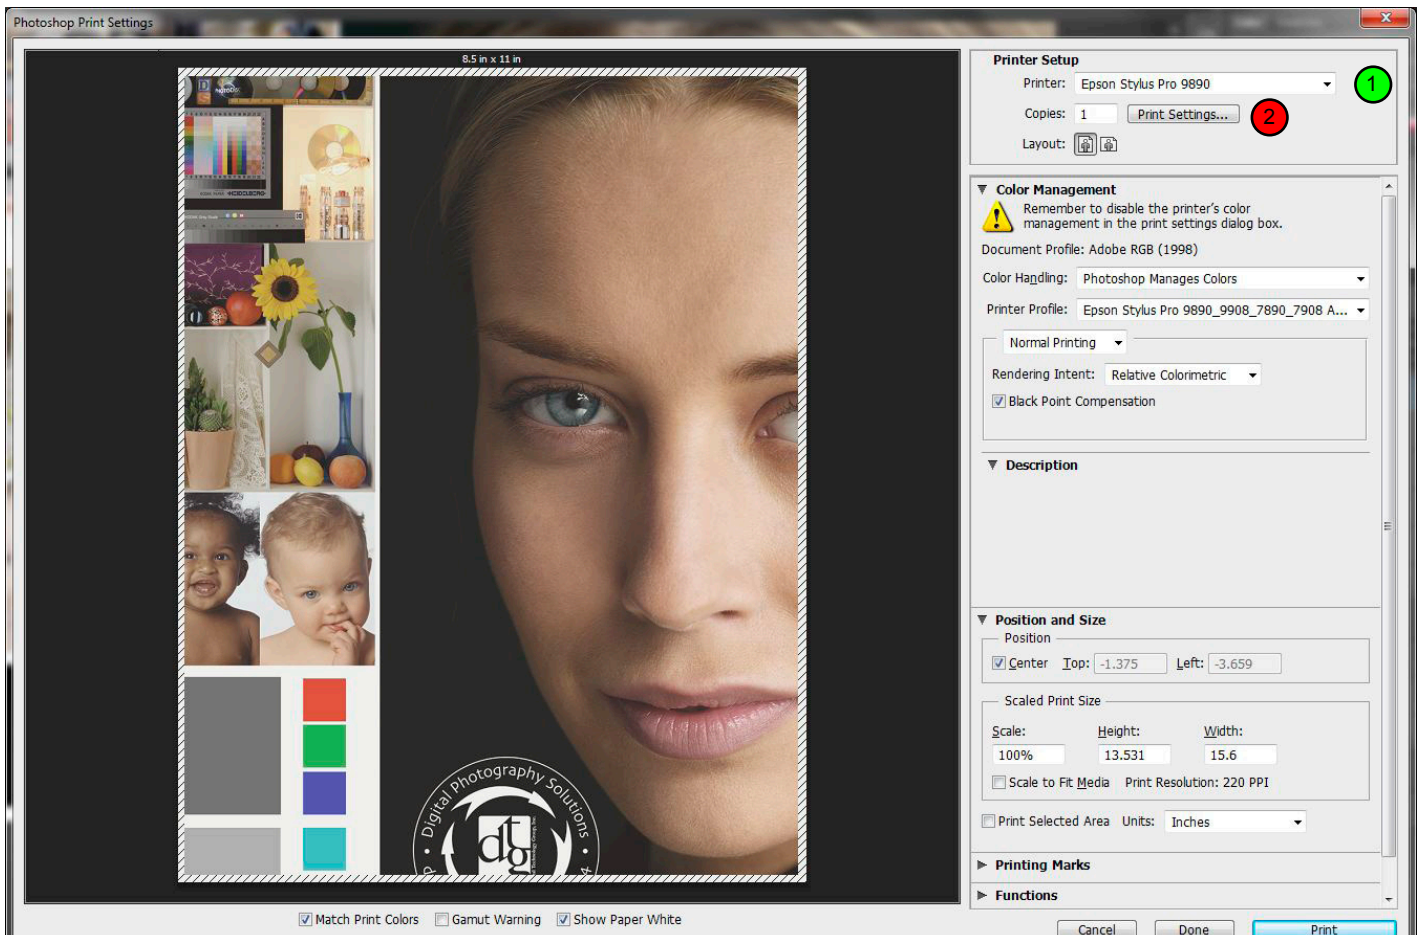 Photoshop Print Settings
8.5 in x 11 in
Digital Photography Solutions
dtg
Match Print Colors
Gamut Warning
Show Paper White
Printer Setup
Printer: Epson Stylus Pro 9890
1
Copies: 1 Print Settings...
2
Layout:
Color Management
Remember to disable the printer's color
management in the print settings dialog box.
Document Profile: Adobe RGB (1998)
Color Handling: Photoshop Manages Colors
Printer Profile: Epson Stylus Pro 9890_9908_7890_7908 A...
Normal Printing
Rendering Intent: Relative Colorimetric
Black Point Compensation
Description
Position and Size
Position
Center Top: -1.375 Left: -3.659
Scaled Print Size
Scale: Height: Width:
100% 13.531 15.6
Scale to Fit Media Print Resolution: 220 PPI
Print Selected Area Units: Inches
Printing Marks
Functions
Cancel Done Print